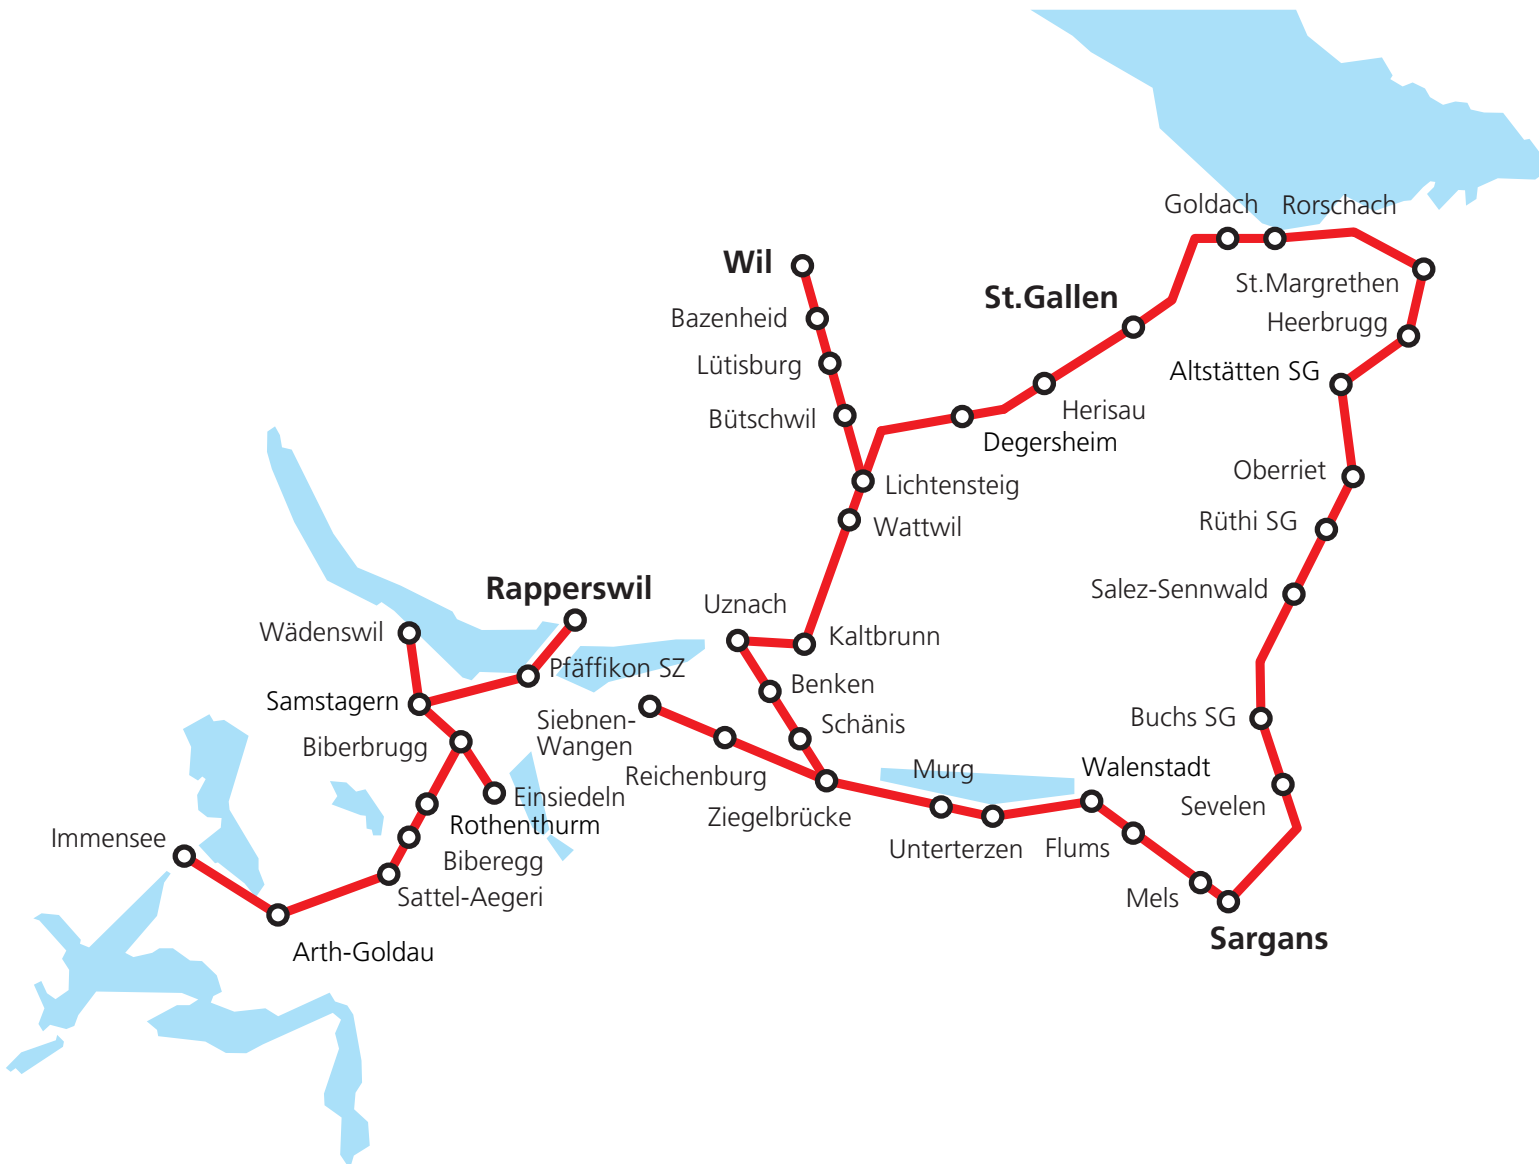 Goldach
Rorschach
Wil
St.Margrethen
St.Gallen
Bazenheid
Heerbrugg
Lütisburg
Altstätten SG
Herisau
Bütschwil
Degersheim
Oberriet
Lichtensteig
Rüthi SG
Wattwil
Rapperswil
Salez-Sennwald
Uznach
Wädenswil
Kaltbrunn
Pfäffikon SZ
Benken
Samstagern
Siebnen-
Wangen
Schänis
Buchs SG
Biberbrugg
Reichenburg
Murg
Walenstadt
Einsiedeln
Sevelen
Ziegelbrücke
Rothenthurm
Immensee
Unterterzen
Flums
Biberegg
Sattel-Aegeri
Mels
Sargans
Arth-Goldau